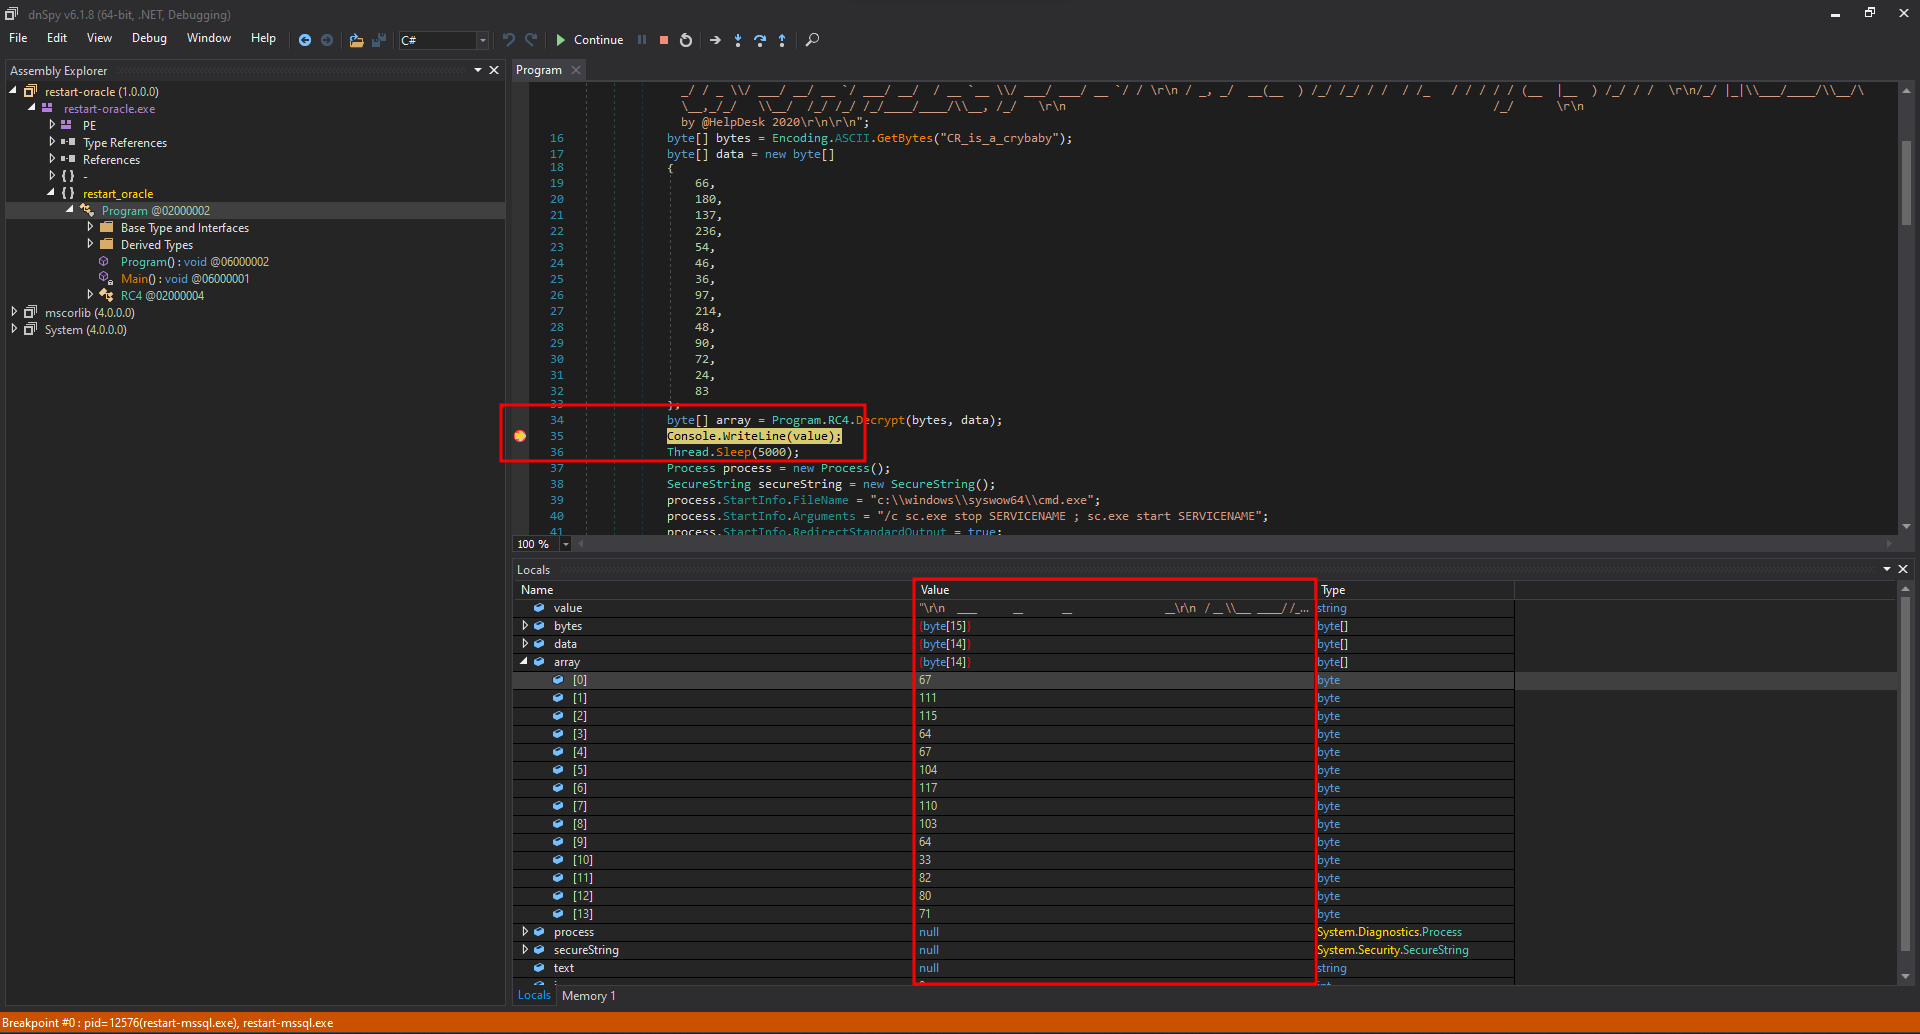 dnSpy v6.1.8 (64-bit, .NET, Debugging)
File Edit View Debug Window Help C# Continue
Assembly Explorer
restart-oracle (1.0.0.0)
restart-oracle.exe
PE
Type References
References
{ } -
{ } restart_oracle
Program @02000002
Base Type and Interfaces
Derived Types
Program() : void @06000002
Main() : void @06000001
RC4 @02000004
mscorlib (4.0.0.0)
System (4.0.0.0)
Program
by @HelpDesk 2020\r\n\r\n";
16 byte[] bytes = Encoding.ASCII.GetBytes("CR_is_a_crybaby");
17 byte[] data = new byte[]
18 {
19 66,
20 180,
21 137,
22 236,
23 54,
24 46,
25 36,
26 97,
27 214,
28 48,
29 90,
30 72,
31 24,
32 83
33 };
34 byte[] array = Program.RC4.Decrypt(bytes, data);
35 Console.WriteLine(value);
36 Thread.Sleep(5000);
37 Process process = new Process();
38 SecureString secureString = new SecureString();
39 process.StartInfo.FileName = "c:\\windows\\syswow64\\cmd.exe";
40 process.StartInfo.Arguments = "/c sc.exe stop SERVICENAME ; sc.exe start SERVICENAME";
41 process.StartInfo.RedirectStandardOutput = true;
100 %
Locals
Name Value Type
value string
bytes {byte[15]} byte[]
data {byte[14]} byte[]
array {byte[14]} byte[]
[0] 67 byte
[1] 111 byte
[2] 115 byte
[3] 64 byte
[4] 67 byte
[5] 104 byte
[6] 117 byte
[7] 110 byte
[8] 103 byte
[9] 64 byte
[10] 33 byte
[11] 82 byte
[12] 80 byte
[13] 71 byte
process null System.Diagnostics.Process
secureString null System.Security.SecureString
text null string
Locals Memory 1
Breakpoint #0 : pid=12576(restart-mssql.exe), restart-mssql.exe